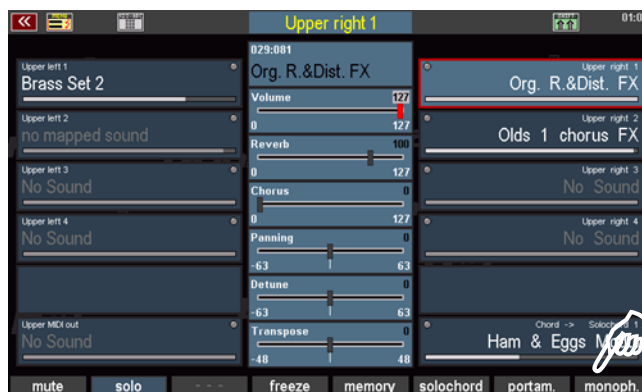 MENU
Upper right 1
SHIFT
01:0
Upper left 1
Brass Set 2
Upper left 2
no mapped sound
Upper left 3
No Sound
Upper left 4
No Sound
Upper MIDI out
No Sound
029:081
Org. R.&Dist. FX
Volume 127
0 127
Reverb 100
0 127
Chorus 0
0 127
Panning 0
-63 63
Detune 0
-63 63
Transpose 0
-48 48
Upper right 1
Org. R.&Dist. FX
Upper right 2
Olds 1 chorus FX
Upper right 3
No Sound
Upper right 4
No Sound
Chord -> Solochord 1
Ham & Eggs
mute solo - - - freeze memory solochord portam. monoph.